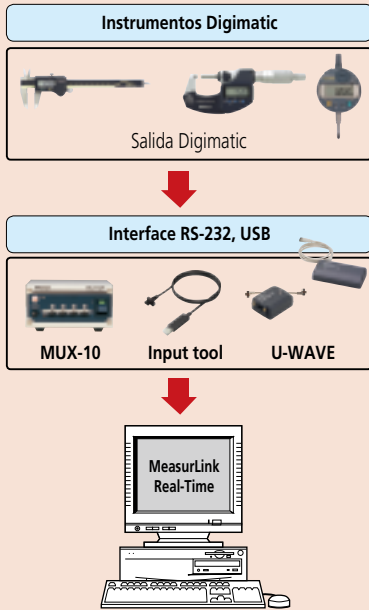 Instrumentos Digimatic
Salida Digimatic
Interface RS-232, USB
MUX-10 Input tool U-WAVE
MeasurLink
Real-Time